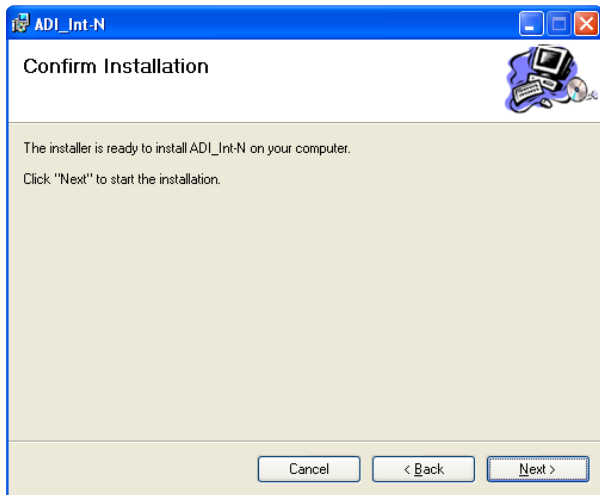 ADI_Int-N
Confirm Installation
The installer is ready to install ADI_Int-N on your computer.
Click "Next" to start the installation.
Cancel
< Back
Next >